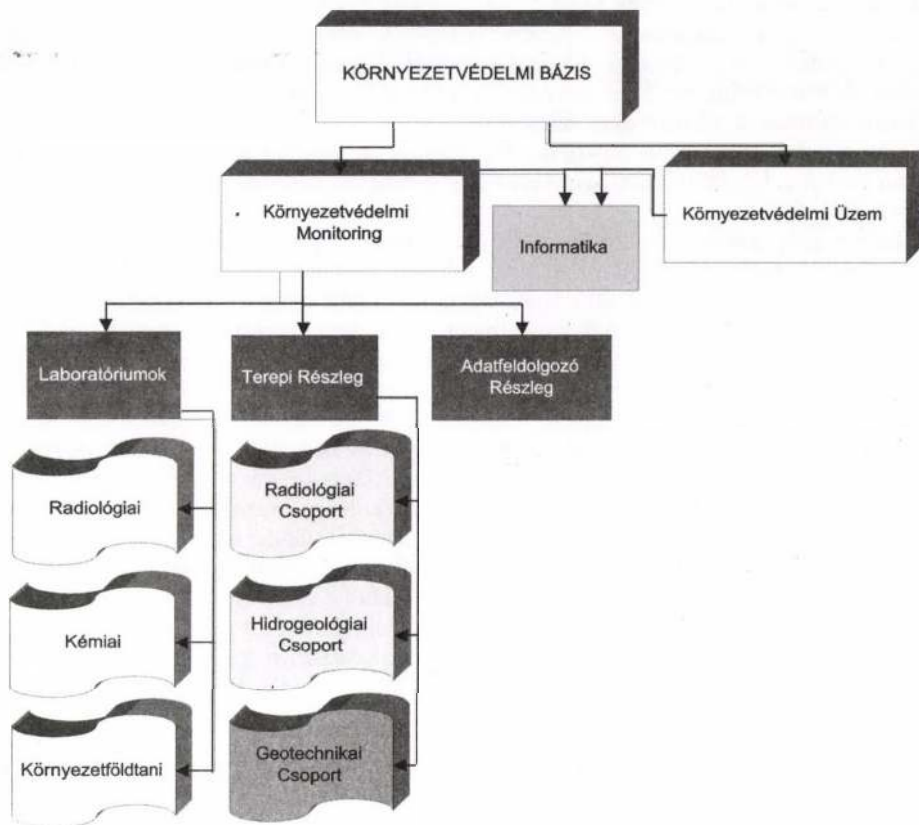 KÖRNYEZETVÉDELMI BÁZIS
Környezetvédelmi
Monitoring
Informatika
Környezetvédelmi Üzem
Laboratóriumok
Terepi Részleg
Adatfeldolgozó
Részleg
Radiológiai
Radiológiai
Csoport
Kémiai
Hidrogeológiai
Csoport
Környezetföldtani
Geotechnikai
Csoport